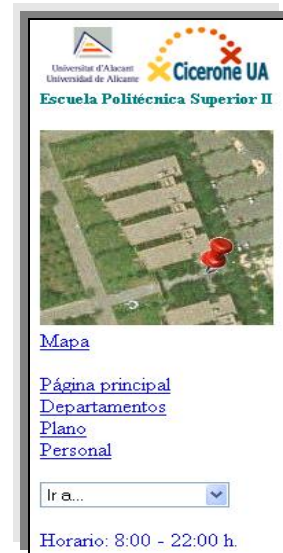 Universitat d'Alacant
Universidad de Alicante
Cicerone UA
Escuela Politécnica Superior II
Mapa
Página principal
Departamentos
Plano
Personal
Ir a...
Horario: 8:00 - 22:00 h.